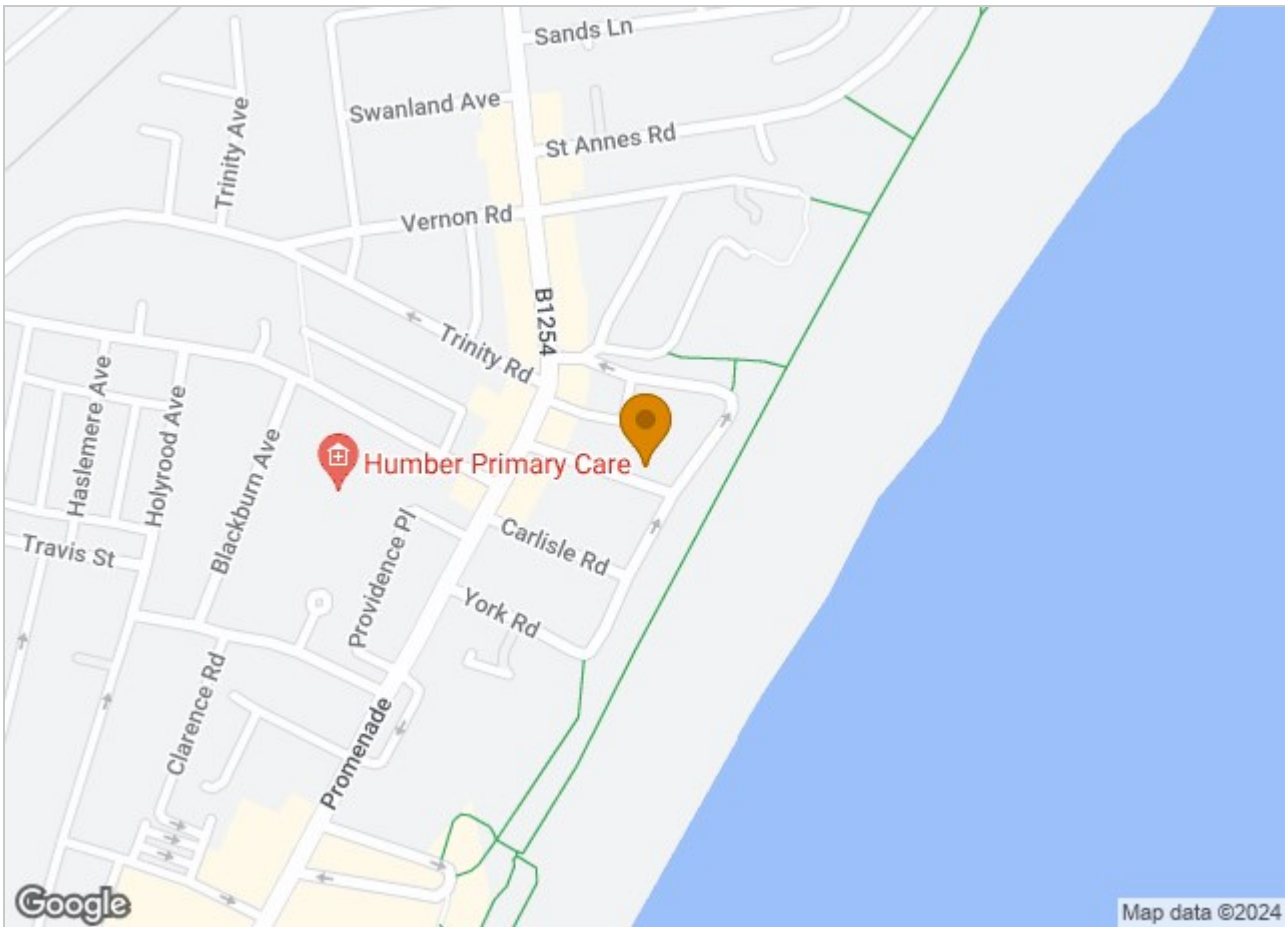 Sands Ln
Swanland Ave
St Annes Rd
Trinity Ave
Vernon Rd
B1254
Trinity Rd
Haslemere Ave
Holyrood Ave
Blackburn Ave
Humber Primary Care
Travis St
Providence Pl
Carlisle Rd
York Rd
Clarence Rd
Promenade
Google
Map data ©2024